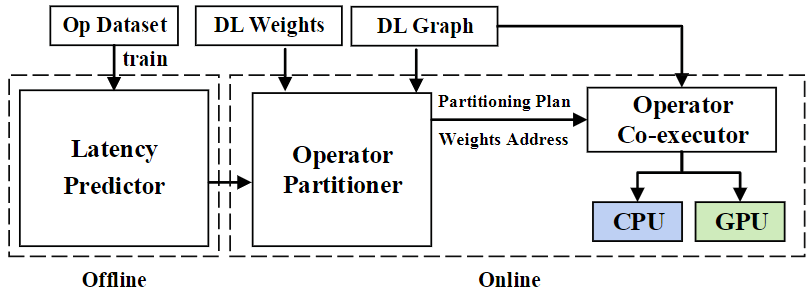 Op Dataset
DL Weights
DL Graph
train
Latency
Predictor
Operator
Partitioner
Partitioning Plan
Weights Address
Operator
Co-executor
CPU
GPU
Offline
Online